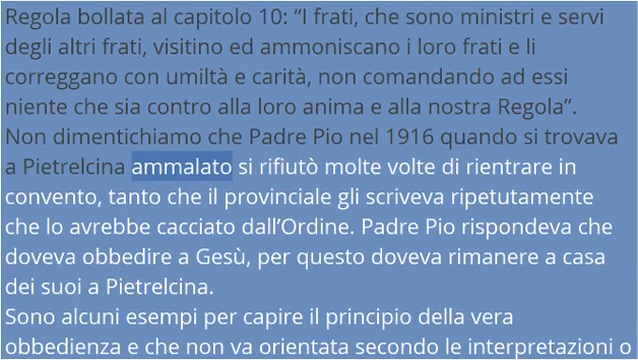 Regola bollata al capitolo 10: “I frati, che sono ministri e servi
degli altri frati, visitino ed ammoniscano i loro frati e li
correggano con umiltà e carità, non comandando ad essi
niente che sia contro alla loro anima e alla nostra Regola”.
Non dimentichiamo che Padre Pio nel 1916 quando si trovava
a Pietrelcina ammalato si rifiutò molte volte di rientrare in
convento, tanto che il provinciale gli scriveva ripetutamente
che lo avrebbe cacciato dall’Ordine. Padre Pio rispondeva che
doveva obbedire a Gesù, per questo doveva rimanere a casa
dei suoi a Pietrelcina.
Sono alcuni esempi per capire il principio della vera
obbedienza e che non va orientata secondo le interpretazioni o